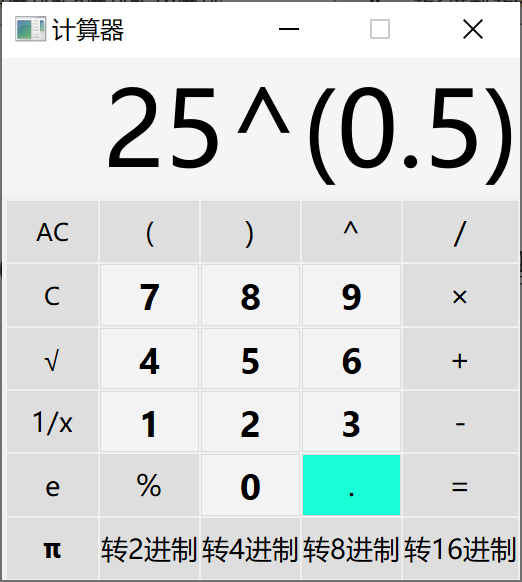 计算器
25^(0.5)
AC ( ) ^ /
C 7 8 9 ×
√ 4 5 6 +
1/x 1 2 3 -
e % 0 . =
π 转2进制 转4进制 转8进制 转16进制